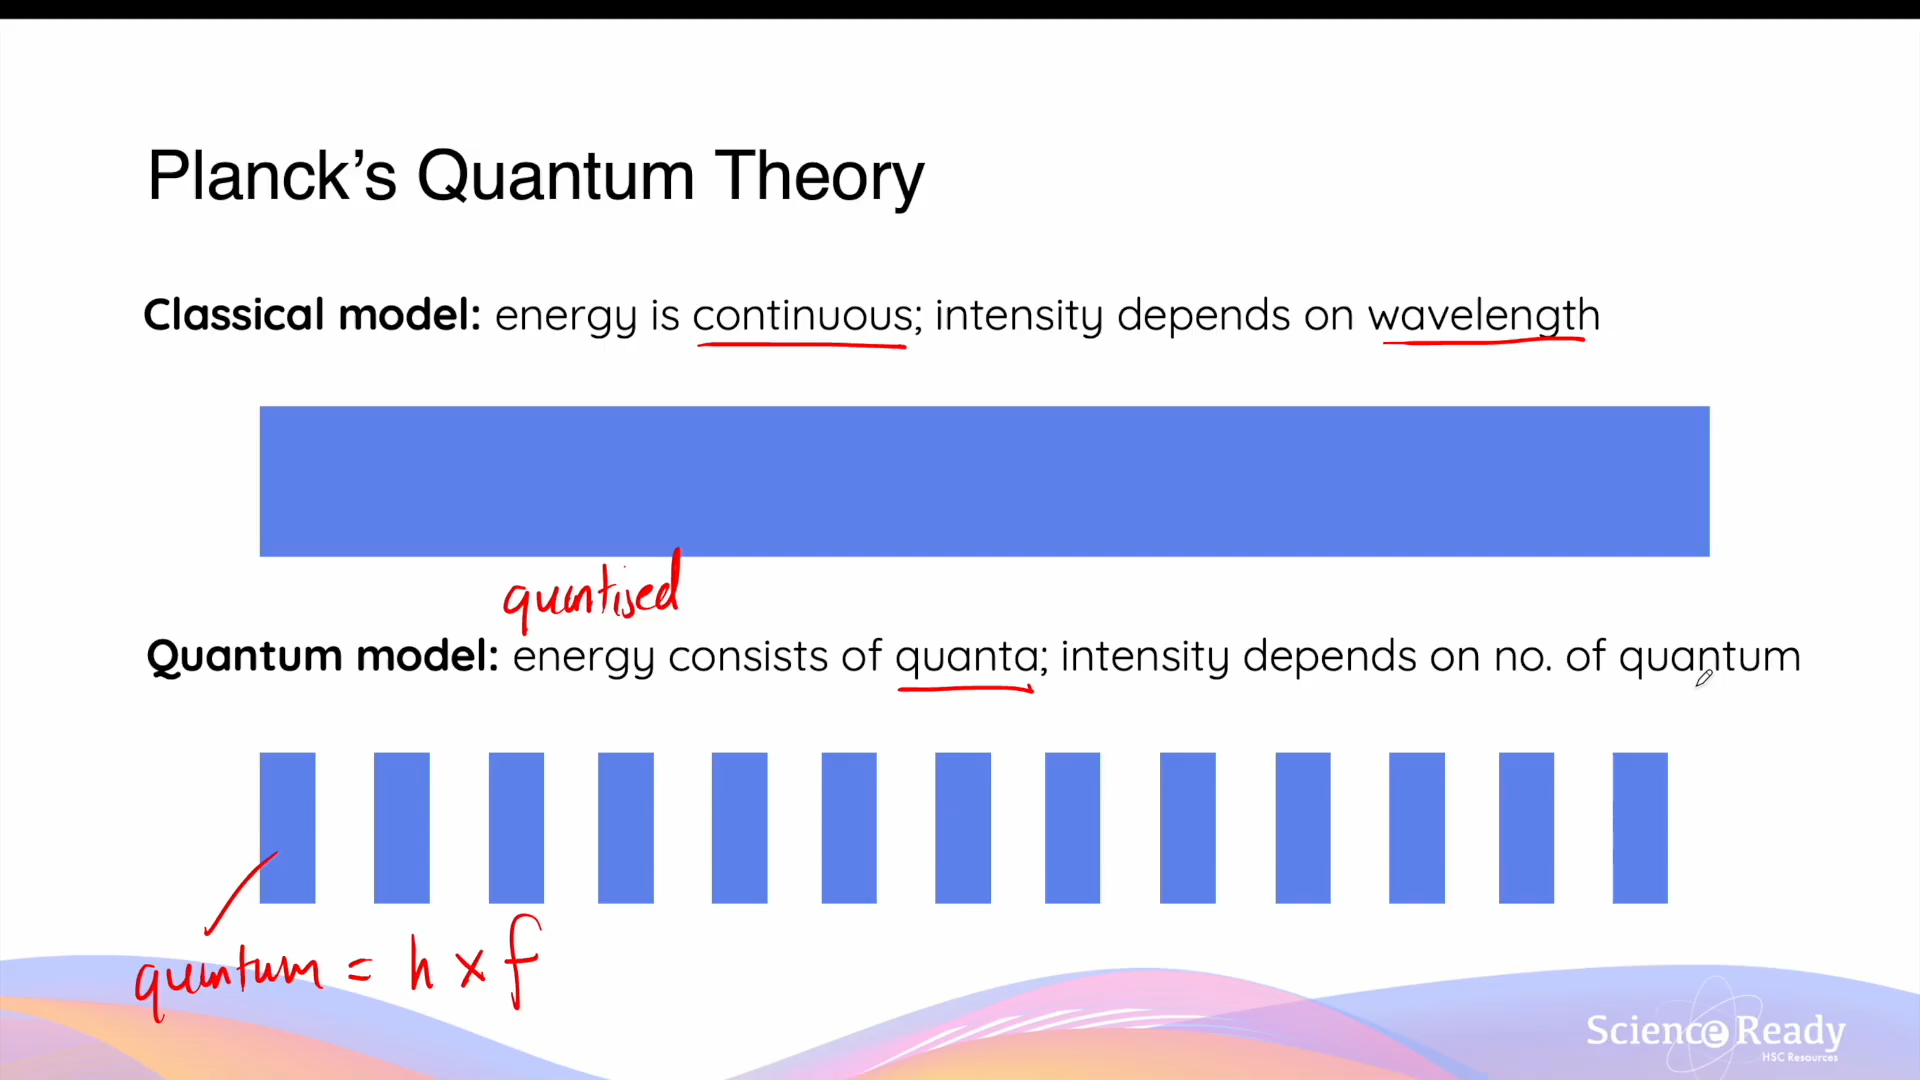 Planck’s Quantum Theory
Classical model: energy is continuous; intensity depends on wavelength
quantised
Quantum model: energy consists of quanta; intensity depends on no. of quantum
quantum = h x f
Science Ready
HSC Resources